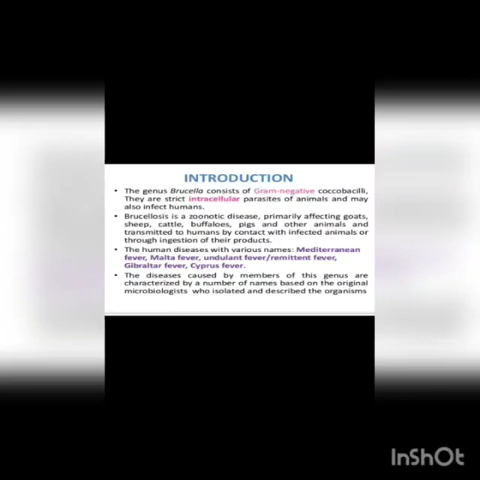 INTRODUCTION
• The genus Brucella consists of Gram-negative coccobacilli,
They are strict intracellular parasites of animals and may
also infect humans.
• Brucellosis is a zoonotic disease, primarily affecting goats,
sheep, cattle, buffaloes, pigs and other animals and
transmitted to humans by contact with infected animals or
through ingestion of their products.
• The human diseases with various names: Mediterranean
fever, Malta fever, undulant fever/remittent fever,
Gibraltar fever, Cyprus fever.
• The diseases caused by members of this genus are
characterized by a number of names based on the original
microbiologists who isolated and described the organisms
InShOt